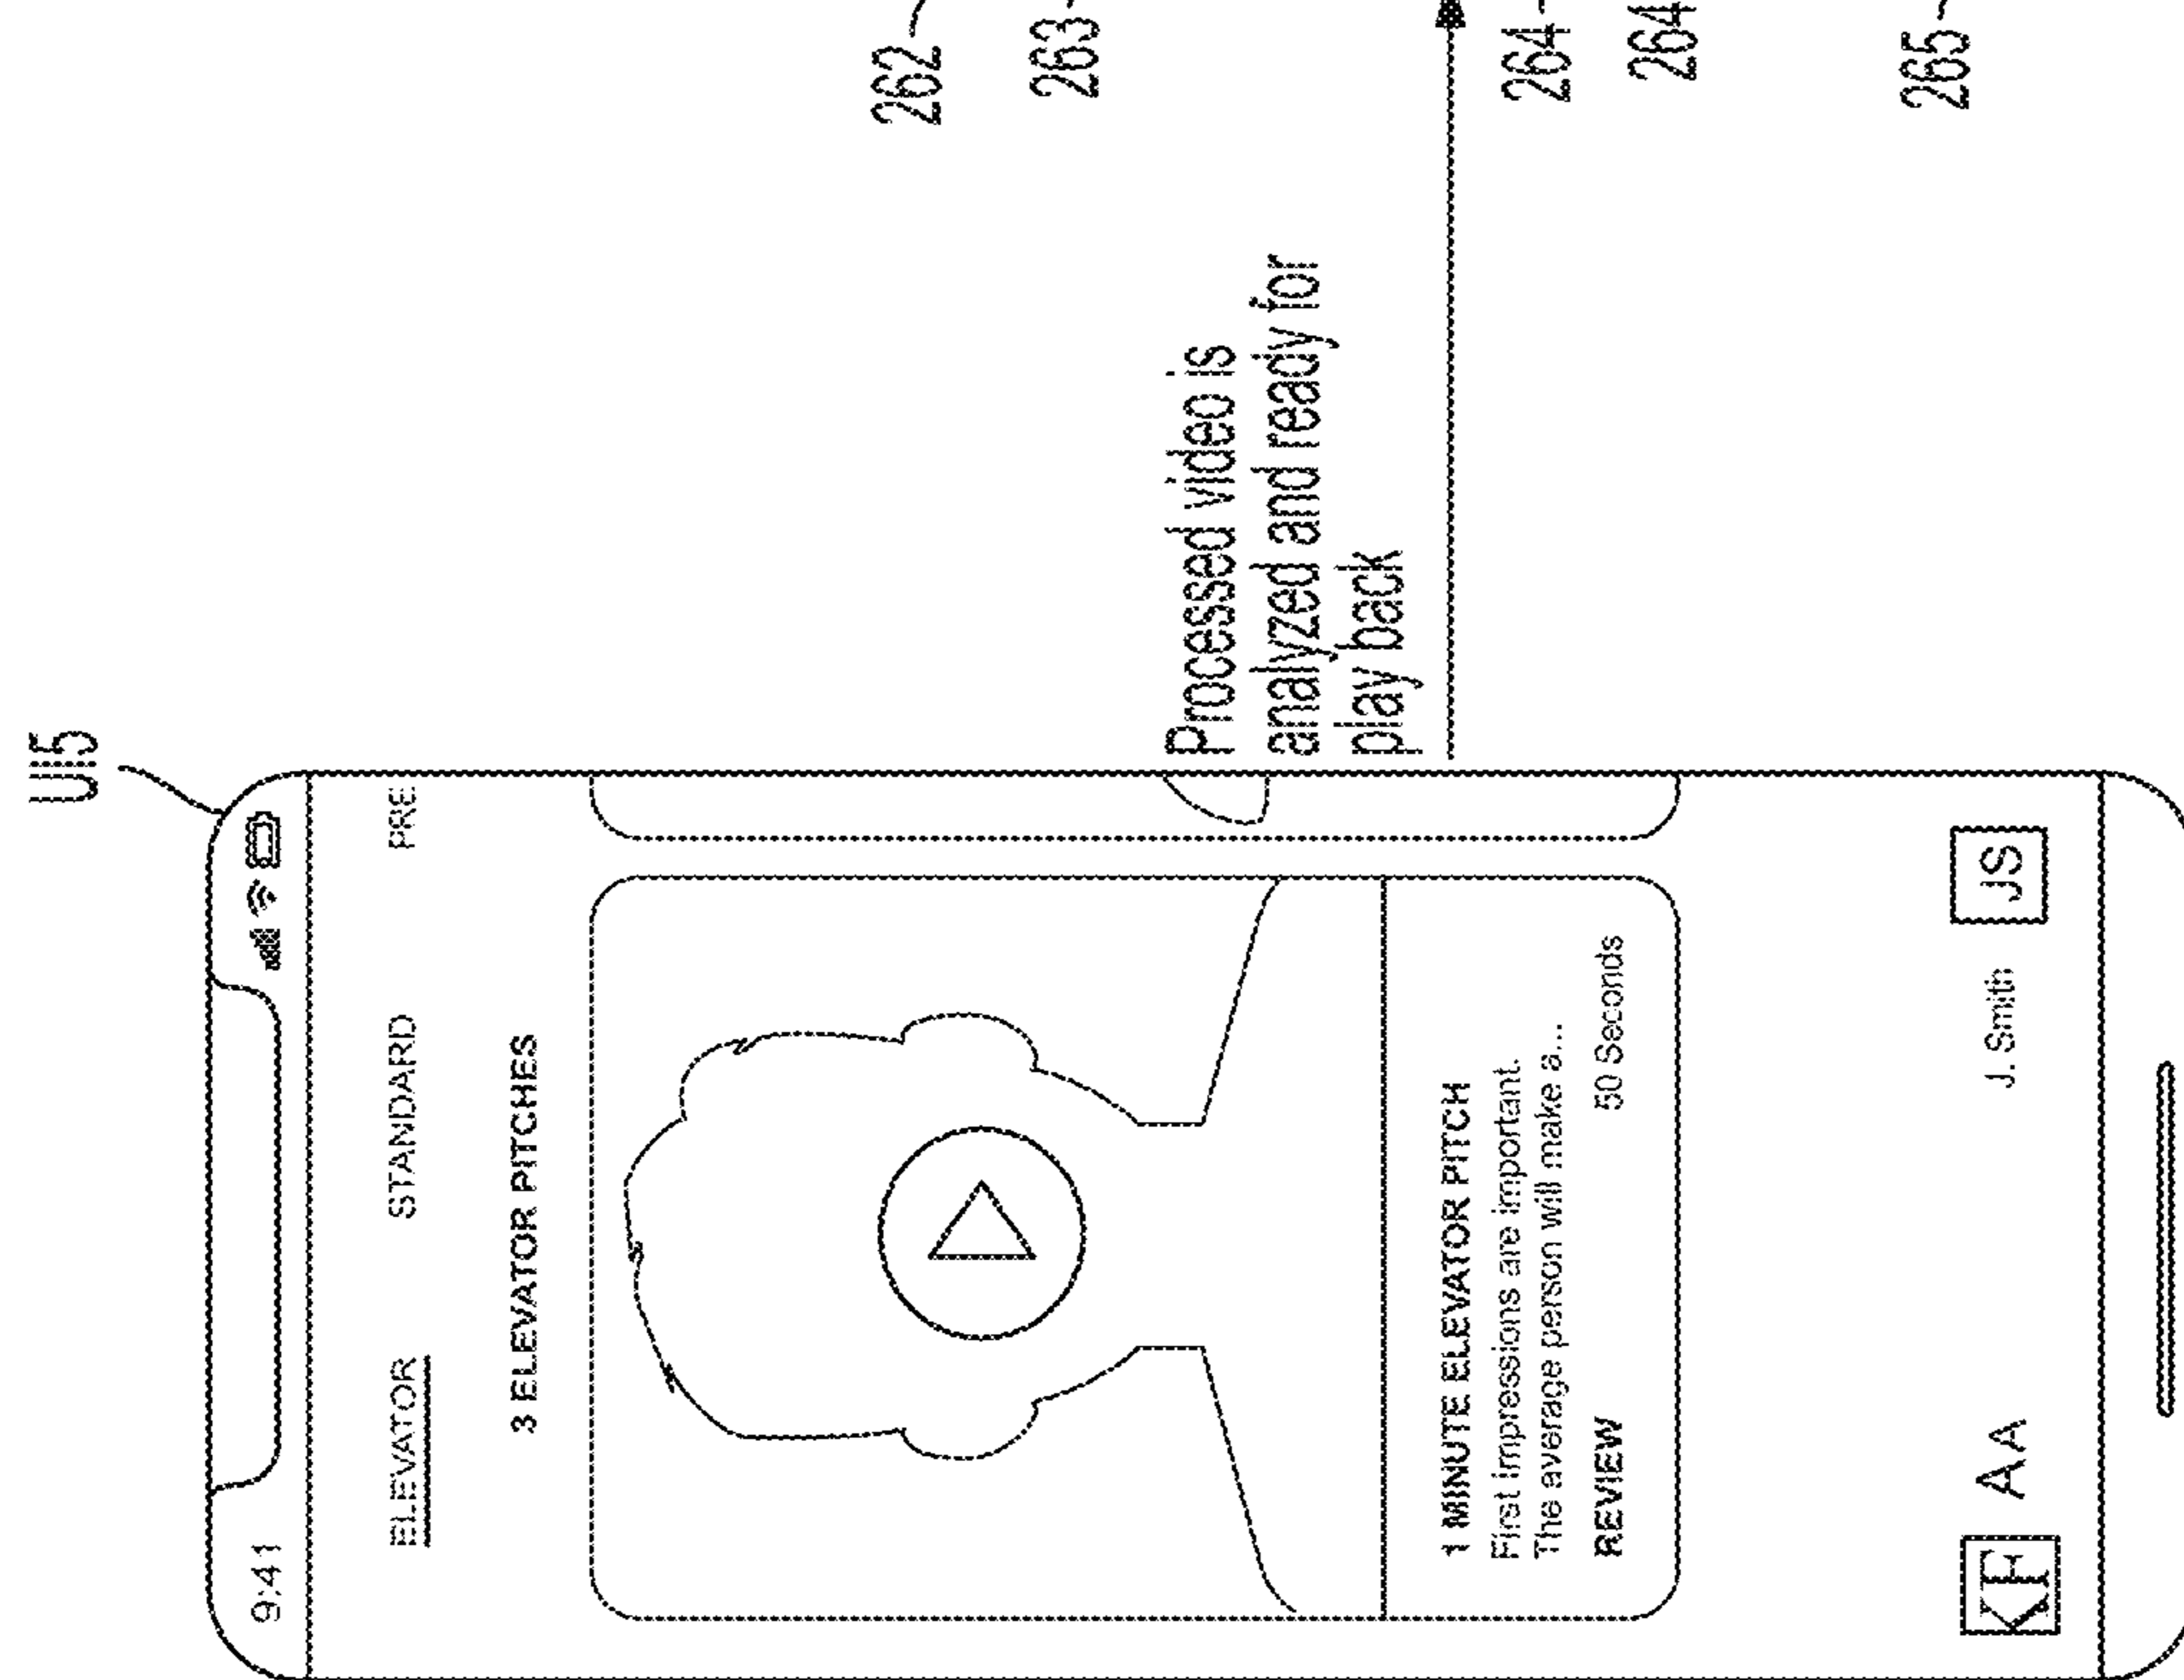 UI5
9:41
ELEVATOR STANDARD PRE
3 ELEVATOR PITCHES
1 MINUTE ELEVATOR PITCH
First impressions are important.
The average person will make a...
REVIEW 50 Seconds
KF AA J. Smith JS
Processed video is
analyzed and ready for
play back
262
263
264
264
265